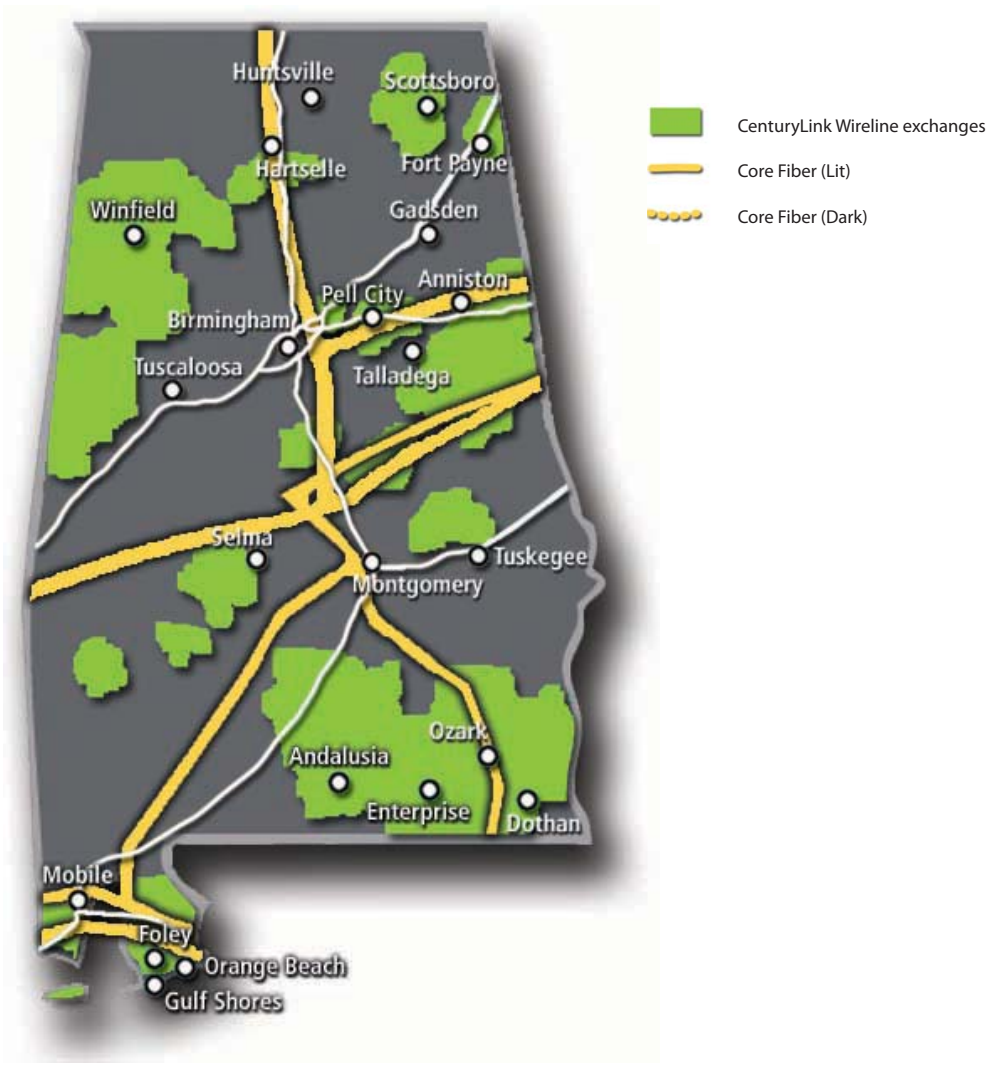 Huntsville
Scottsboro
CenturyLink Wireline exchanges
Hartselle
Fort Payne
Core Fiber (Lit)
Winfield
Gadsden
Core Fiber (Dark)
Anniston
Pell City
Birmingham
Tuscaloosa
Talladega
Selma
Tuskegee
Montgomery
Ozark
Andalusia
Enterprise
Dothan
Mobile
Foley
Orange Beach
Gulf Shores